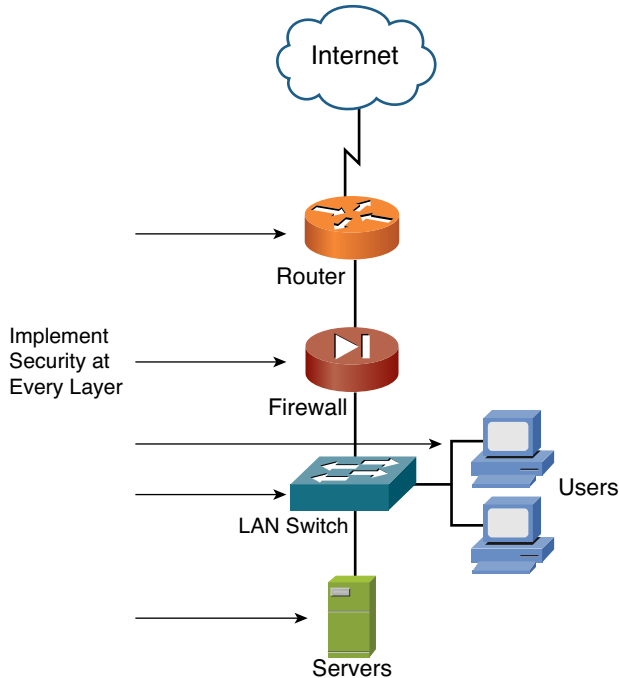 Internet
Router
Implement
Security at
Every Layer
Firewall
Users
LAN Switch
Servers